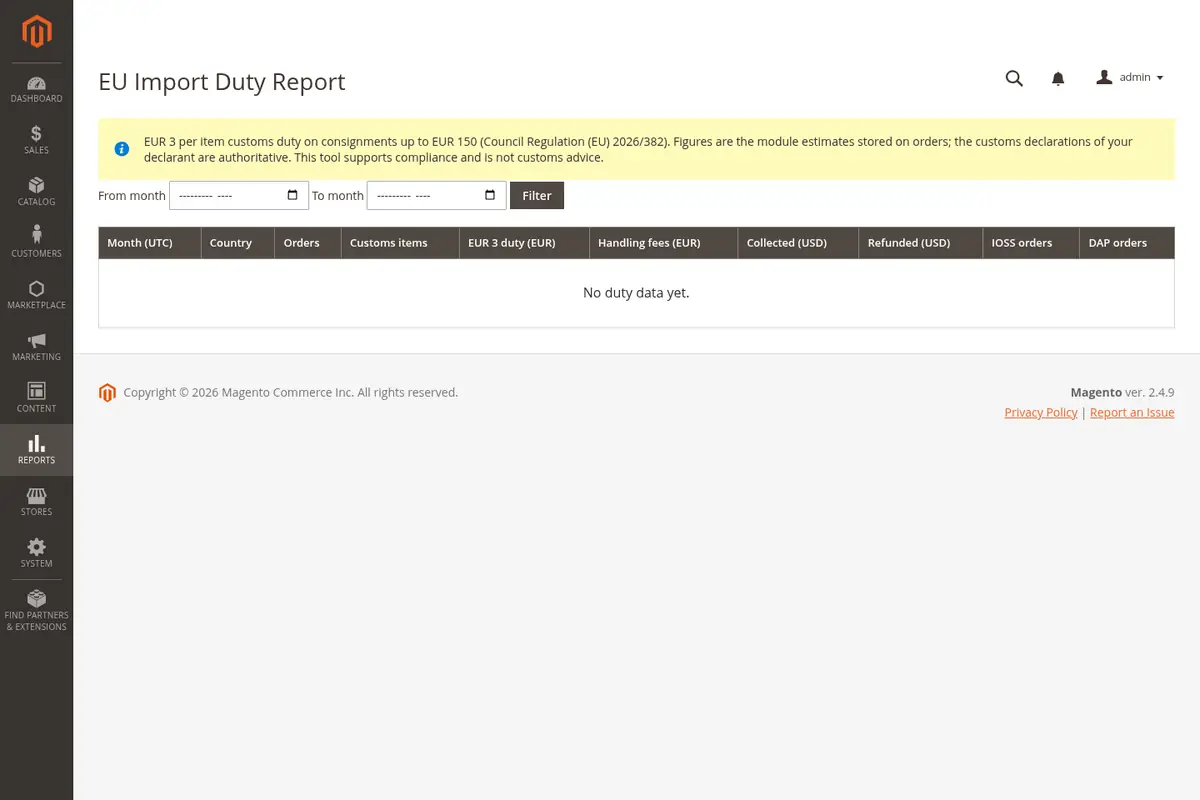 DASHBOARD
SALES
CATALOG
CUSTOMERS
MARKETPLACE
MARKETING
CONTENT
REPORTS
STORES
SYSTEM
FIND PARTNERS
& EXTENSIONS
EU Import Duty Report
admin
EUR 3 per item customs duty on consignments up to EUR 150 (Council Regulation (EU) 2026/382). Figures are the module estimates stored on orders; the customs declarations of your
declarant are authoritative. This tool supports compliance and is not customs advice.
From month --------- ---- To month --------- ---- Filter
Month (UTC) Country Orders Customs items EUR 3 duty (EUR) Handling fees (EUR) Collected (USD) Refunded (USD) IOSS orders DAP orders
No duty data yet.
Copyright © 2026 Magento Commerce Inc. All rights reserved.
Magento ver. 2.4.9
Privacy Policy | Report an Issue